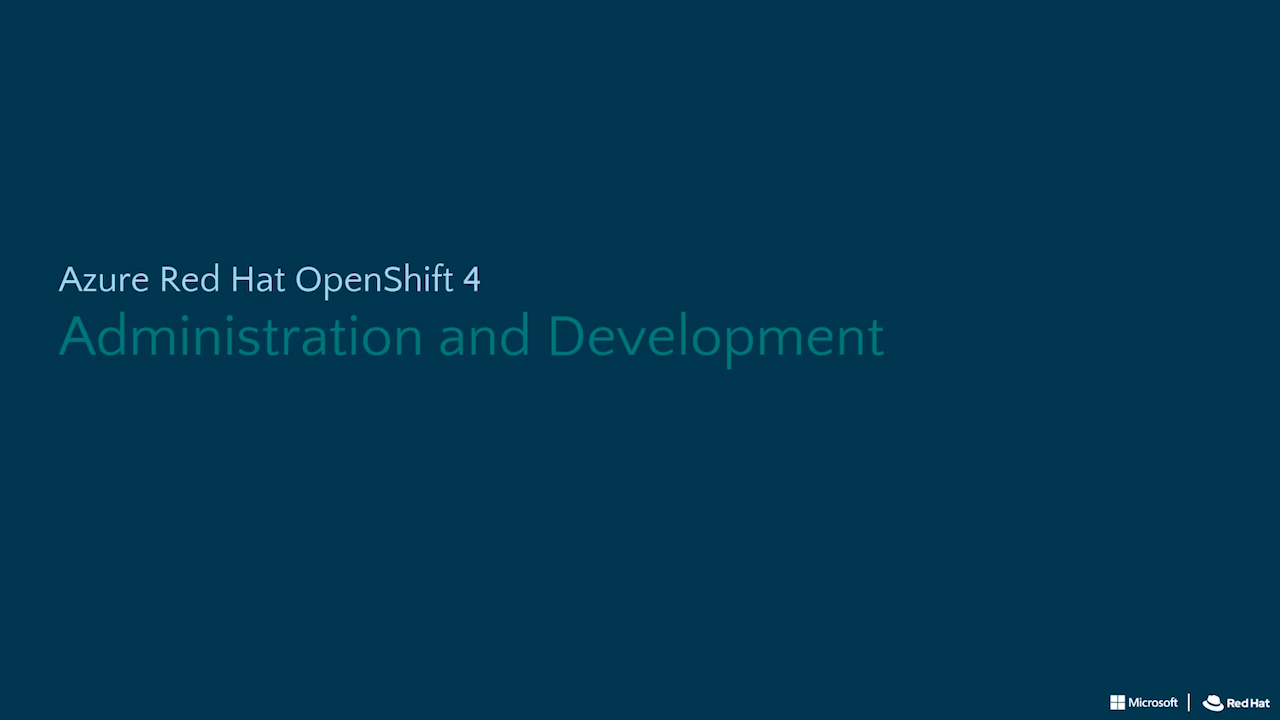 Azure Red Hat OpenShift 4
Administration and Development
Microsoft | Red Hat